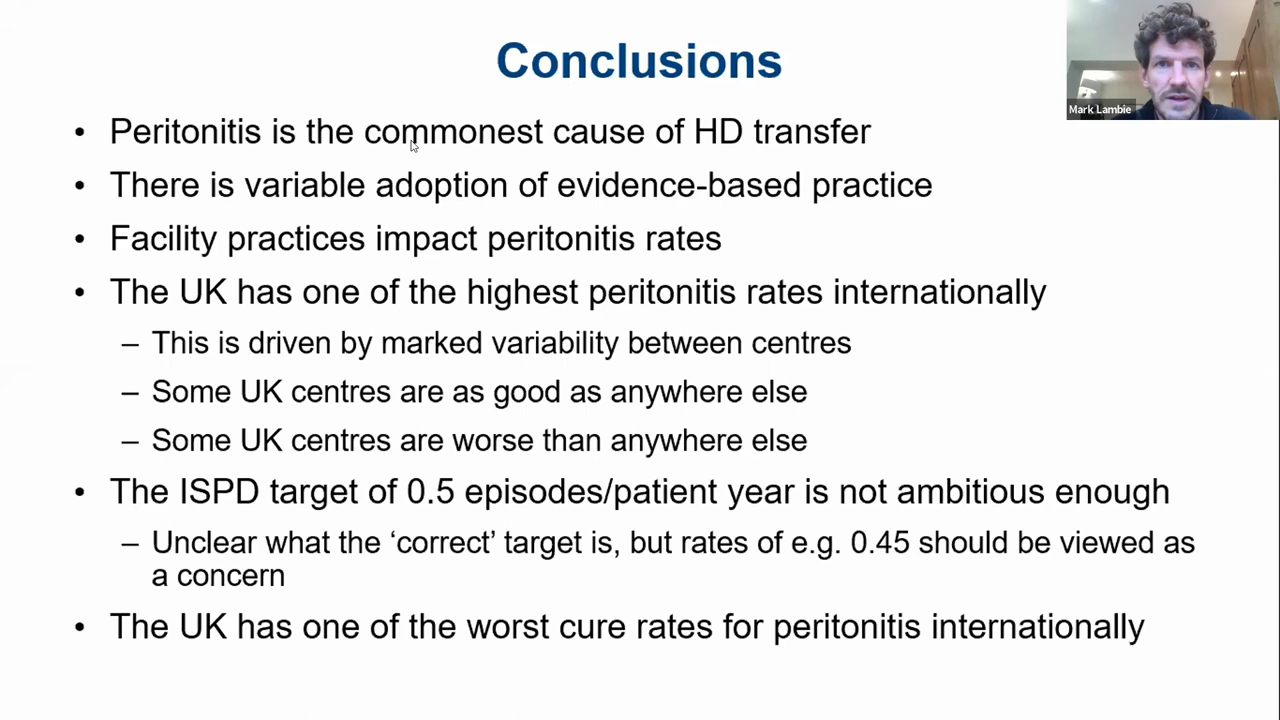 Conclusions
Mark Lambie
• Peritonitis is the commonest cause of HD transfer
• There is variable adoption of evidence-based practice
• Facility practices impact peritonitis rates
• The UK has one of the highest peritonitis rates internationally
– This is driven by marked variability between centres
– Some UK centres are as good as anywhere else
– Some UK centres are worse than anywhere else
• The ISPD target of 0.5 episodes/patient year is not ambitious enough
– Unclear what the ‘correct’ target is, but rates of e.g. 0.45 should be viewed as
a concern
• The UK has one of the worst cure rates for peritonitis internationally